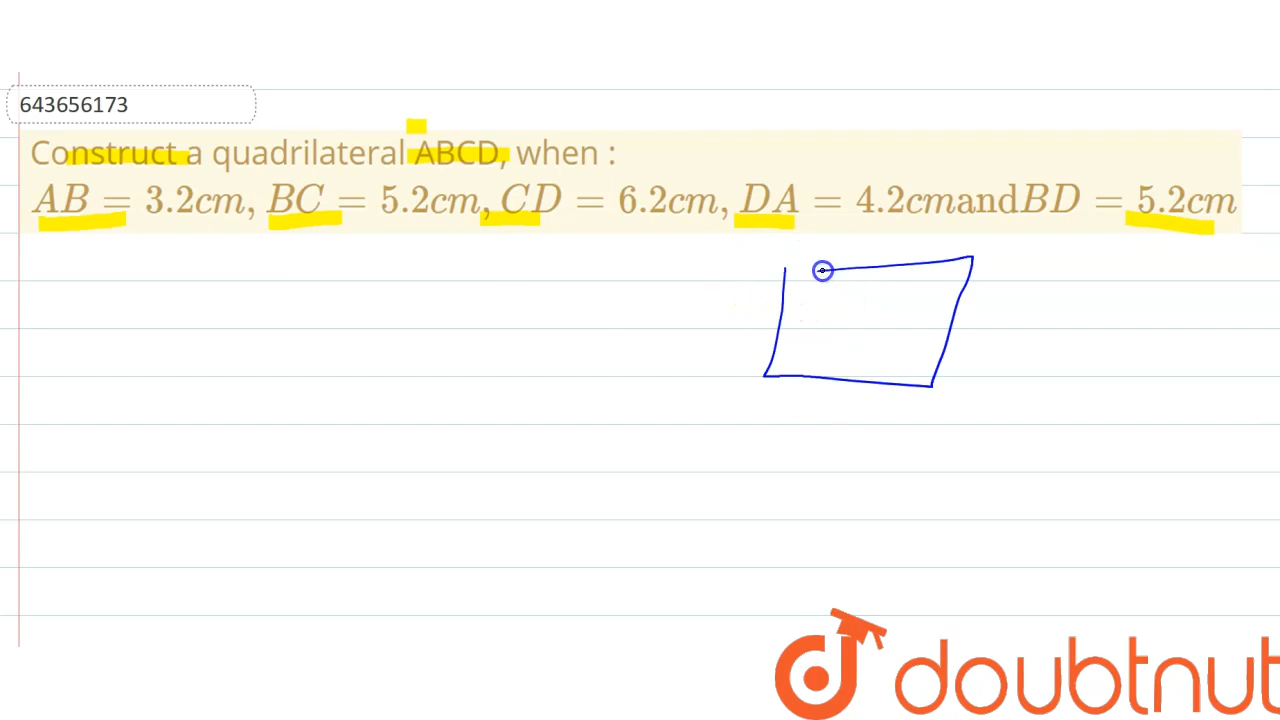 643656173
Construct a quadrilateral ABCD, when :
AB = 3.2cm, BC = 5.2cm, CD = 6.2cm, DA = 4.2cmandBD = 5.2cm
doubtnut